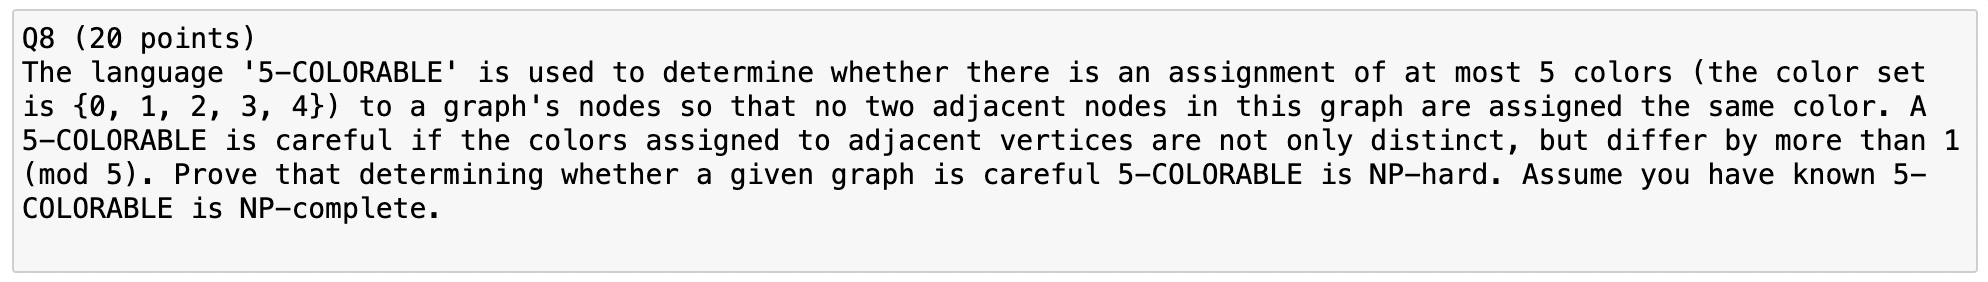 Q8 (20 points)
The language '5-COLORABLE' is used to determine whether there is an assignment of at most 5 colors (the color set
is {0, 1, 2, 3, 4}) to a graph's nodes so that no two adjacent nodes in this graph are assigned the same color. A
5-COLORABLE is careful if the colors assigned to adjacent vertices are not only distinct, but differ by more than 1
(mod 5). Prove that determining whether a given graph is careful 5-COLORABLE is NP-hard. Assume you have known 5-
COLORABLE is NP-complete.